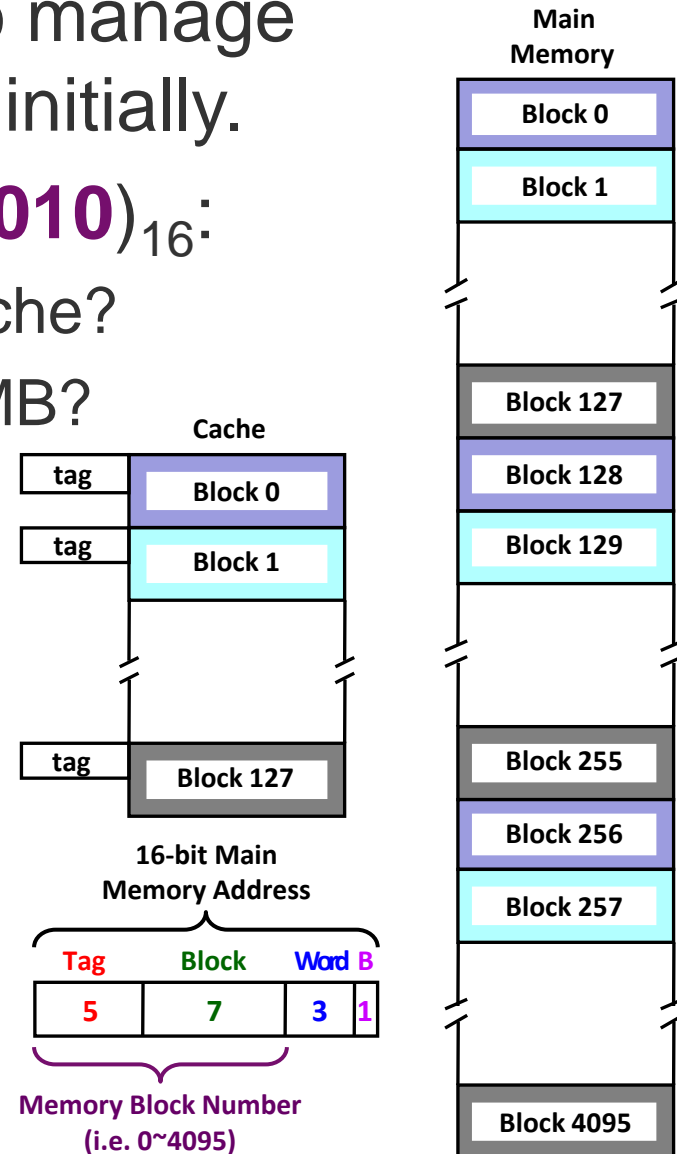 o manage
initially.
010)16:
che?
MB?
Cache
tag
Block 0
tag
Block 1
tag
Block 127
16-bit Main
Memory Address
Tag Block Word B
5 7 3 1
Memory Block Number
(i.e. 0~4095)
Main
Memory
Block 0
Block 1
Block 127
Block 128
Block 129
Block 255
Block 256
Block 257
Block 4095